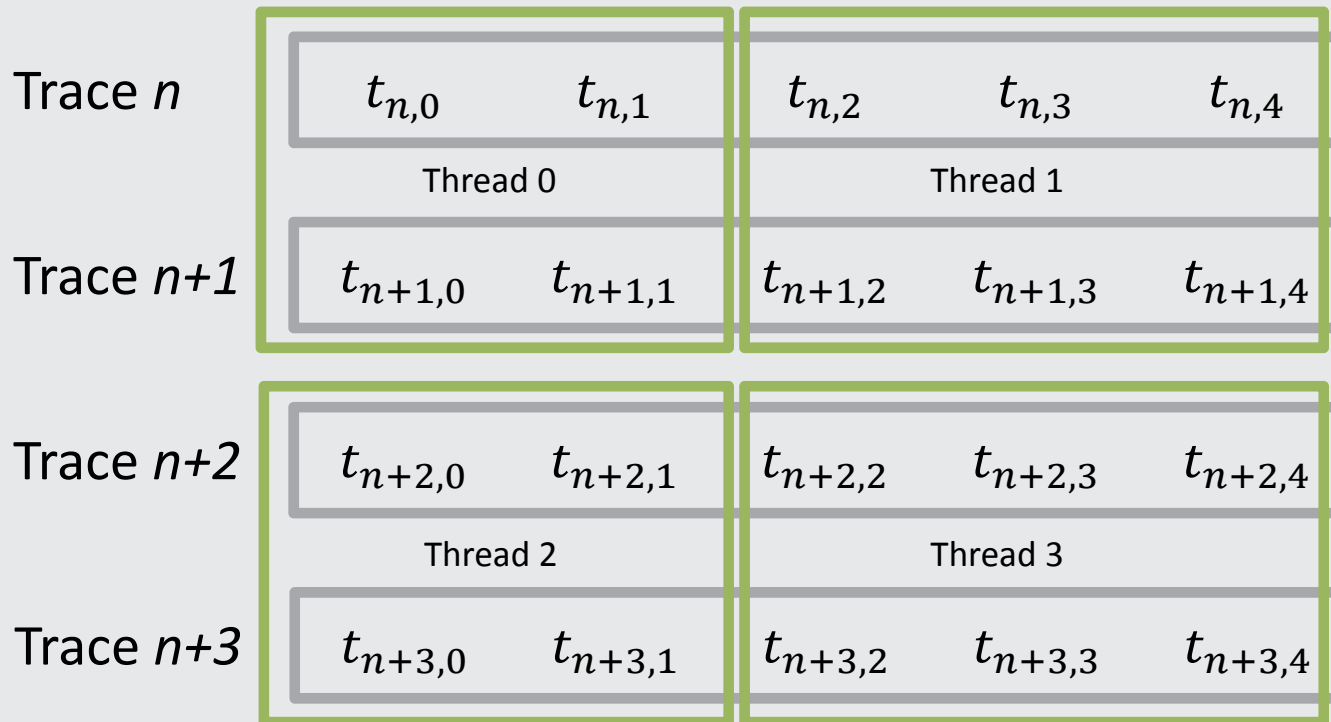 Trace n t_{n,0} t_{n,1} t_{n,2} t_{n,3} t_{n,4}
Thread 0 Thread 1
Trace n+1 t_{n+1,0} t_{n+1,1} t_{n+1,2} t_{n+1,3} t_{n+1,4}
Trace n+2 t_{n+2,0} t_{n+2,1} t_{n+2,2} t_{n+2,3} t_{n+2,4}
Thread 2 Thread 3
Trace n+3 t_{n+3,0} t_{n+3,1} t_{n+3,2} t_{n+3,3} t_{n+3,4}